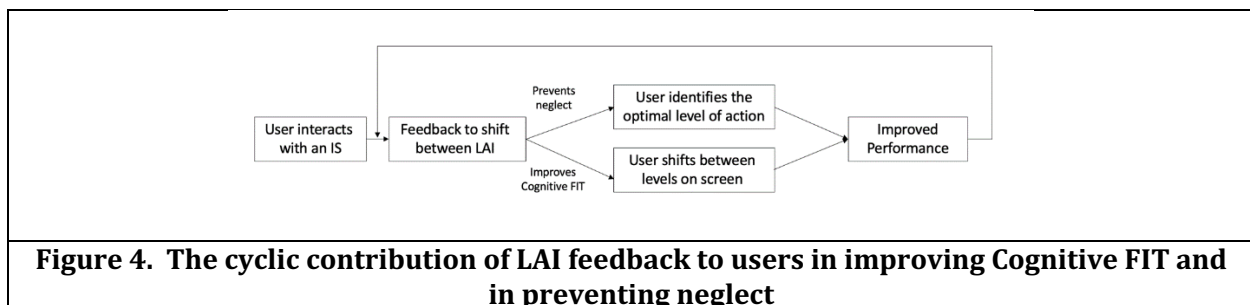 Prevents
neglect
User identifies the
optimal level of action
User interacts
with an IS
Feedback to shift
between LAI
Improved
Performance
Improves
Cognitive FIT
User shifts between
levels on screen
Figure 4. The cyclic contribution of LAI feedback to users in improving Cognitive FIT and
in preventing neglect